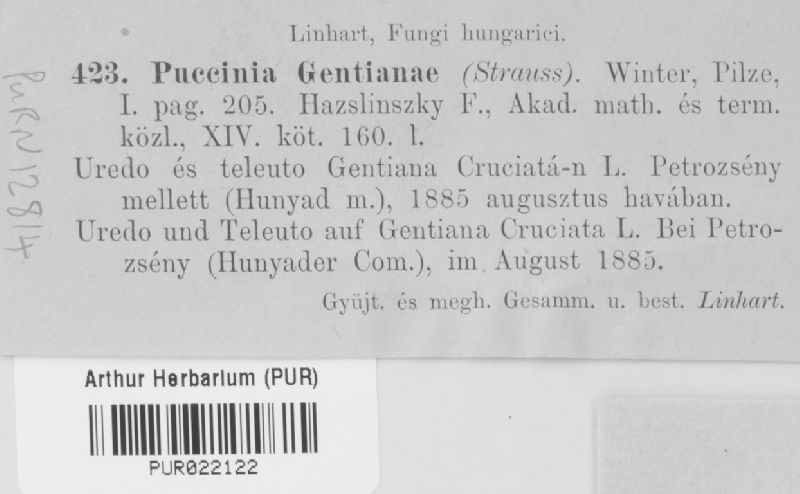 Linhart, Fungi hungarici.
423. Puccinia Gentianae (Strauss). Winter, Pilze,
I. pag. 205. Hazslinszky F., Akad. math. és term.
közl., XIV. köt. 160. l.
Uredo és teleuto Gentiana Cruciatá-n L. Petrozsény
mellett (Hunyad m.), 1885 augusztus havában.
Uredo und Teleuto auf Gentiana Cruciata L. Bei Petro-
zsény (Hunyader Com.), im August 1885.
Gyüjt. és megh. Gesamm. u. best. Linhart.
PURN12814
Arthur Herbarium (PUR)
PUR022122